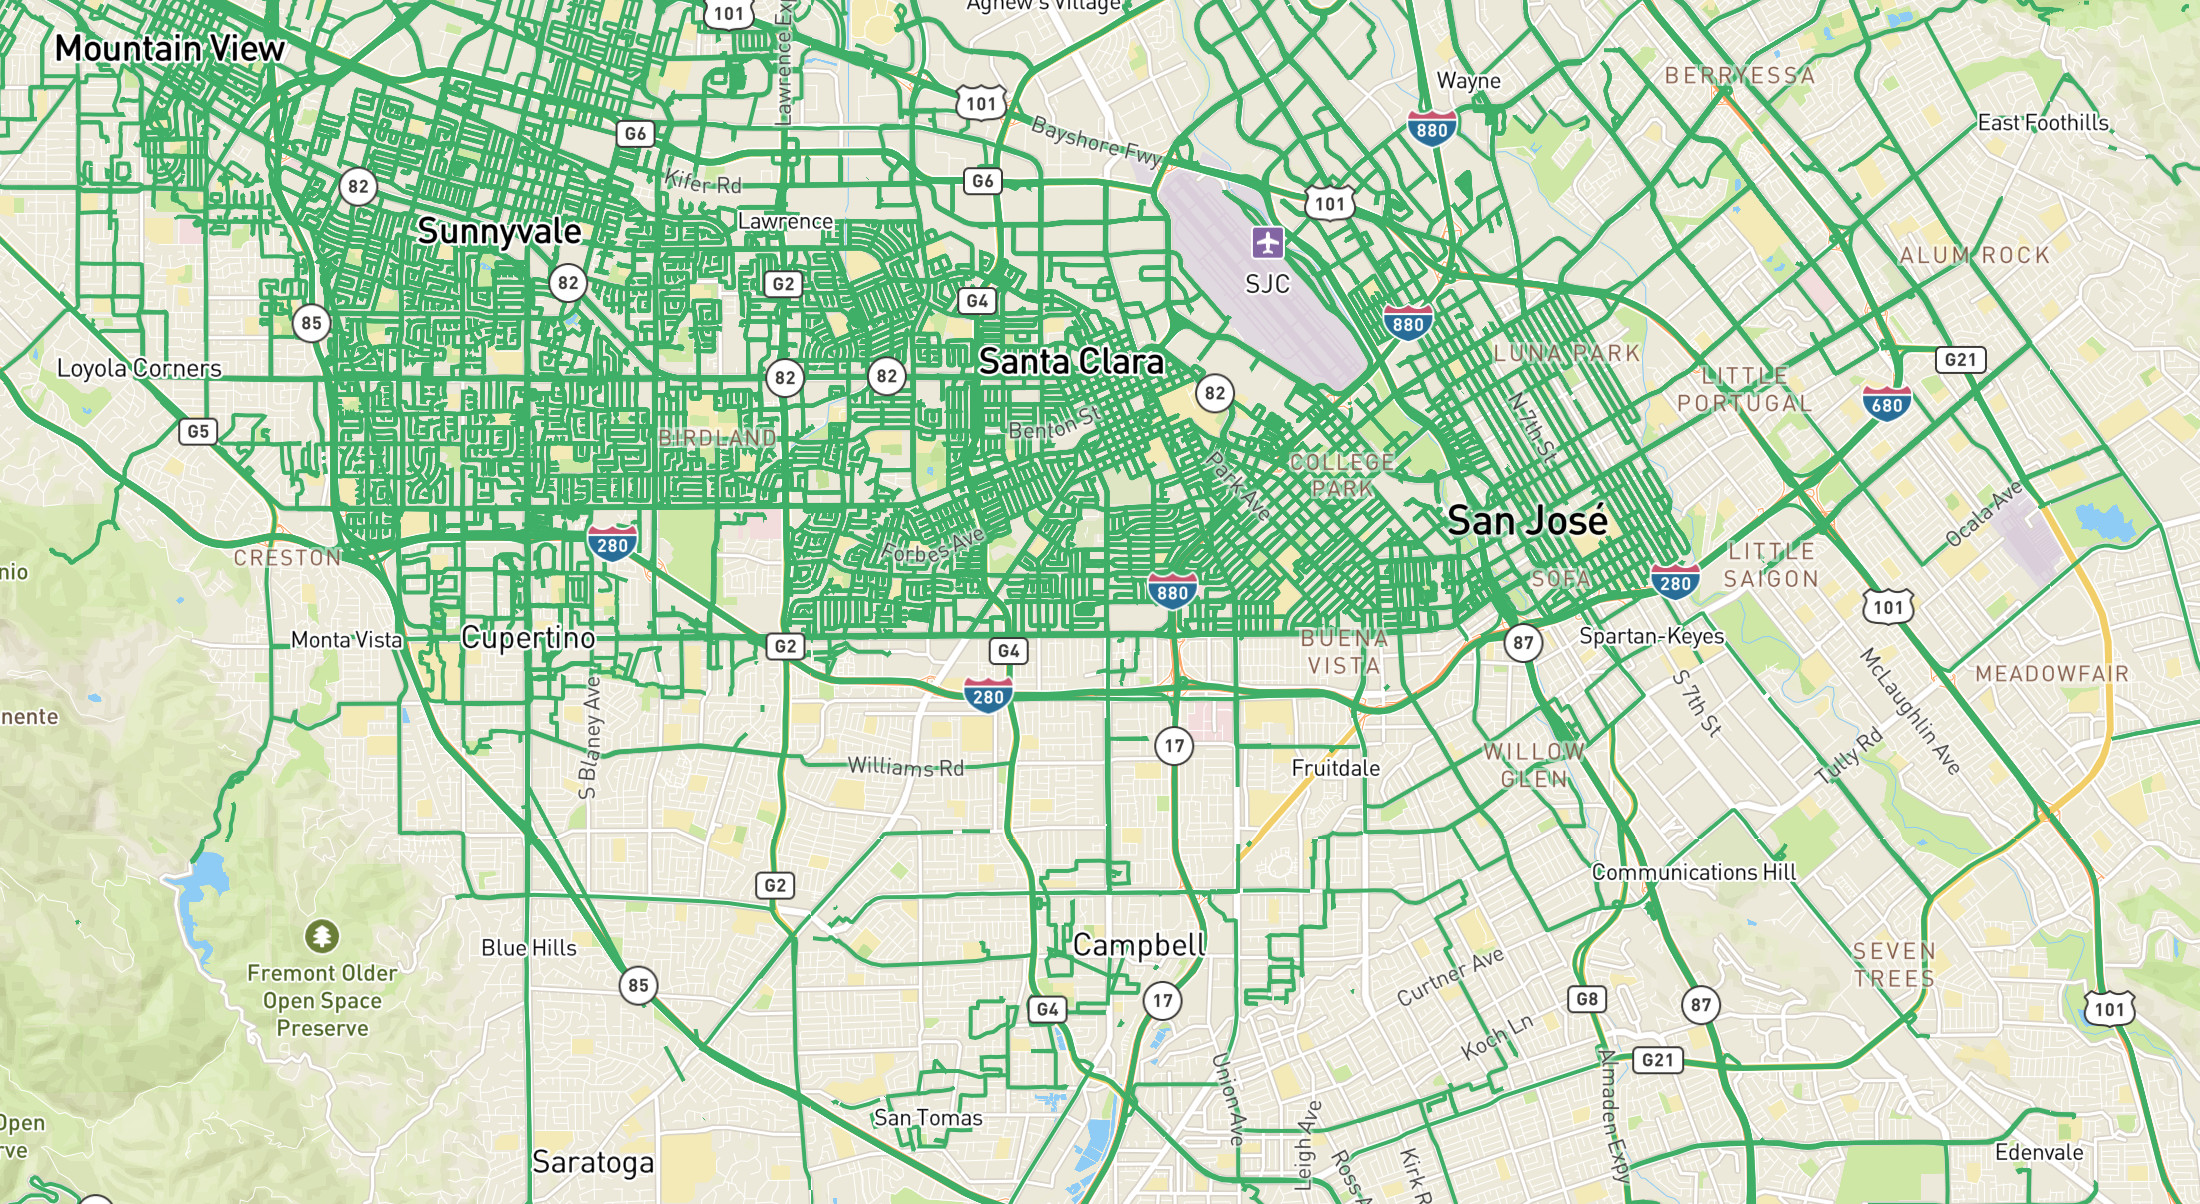 101
Agnew's Village
Mountain View
Lawrence Exp
Wayne
BERRYESSA
101
880
East Foothills
G6
Bayshore Fwy
82
Kifer Rd
G6
101
Lawrence
Sunnyvale
SJC
ALUM ROCK
82
G2
G4
85
880
LUNA PARK
G21
Loyola Corners
Santa Clara
82
82
82
LITTLE
PORTUGAL
680
G5
Benton St
N 7th St
BIRDLAND
COLLEGE
PARK
Park Ave
San José
Ocala Ave
CRESTON
280
Forbes Ave
LITTLE
SAIGON
SOFA
280
nio
880
101
Monta Vista
Cupertino
G2
G4
BUENA
VISTA
87
Spartan-Keyes
MEADOWFAIR
280
S 7th St
McLaughlin Ave
nente
S Blaney Ave
17
Williams Rd
Fruitdale
WILLOW
GLEN
Tully Rd
G2
Communications Hill
Blue Hills
Campbell
SEVEN
TREES
Fremont Older
Open Space
Preserve
85
G4
17
Curtner Ave
G8
87
101
Koch Ln
G21
Open
rve
San Tomas
Union Ave
Leigh Ave
Almaden Expy
Saratoga
Ross A
Kirk R
Edenvale